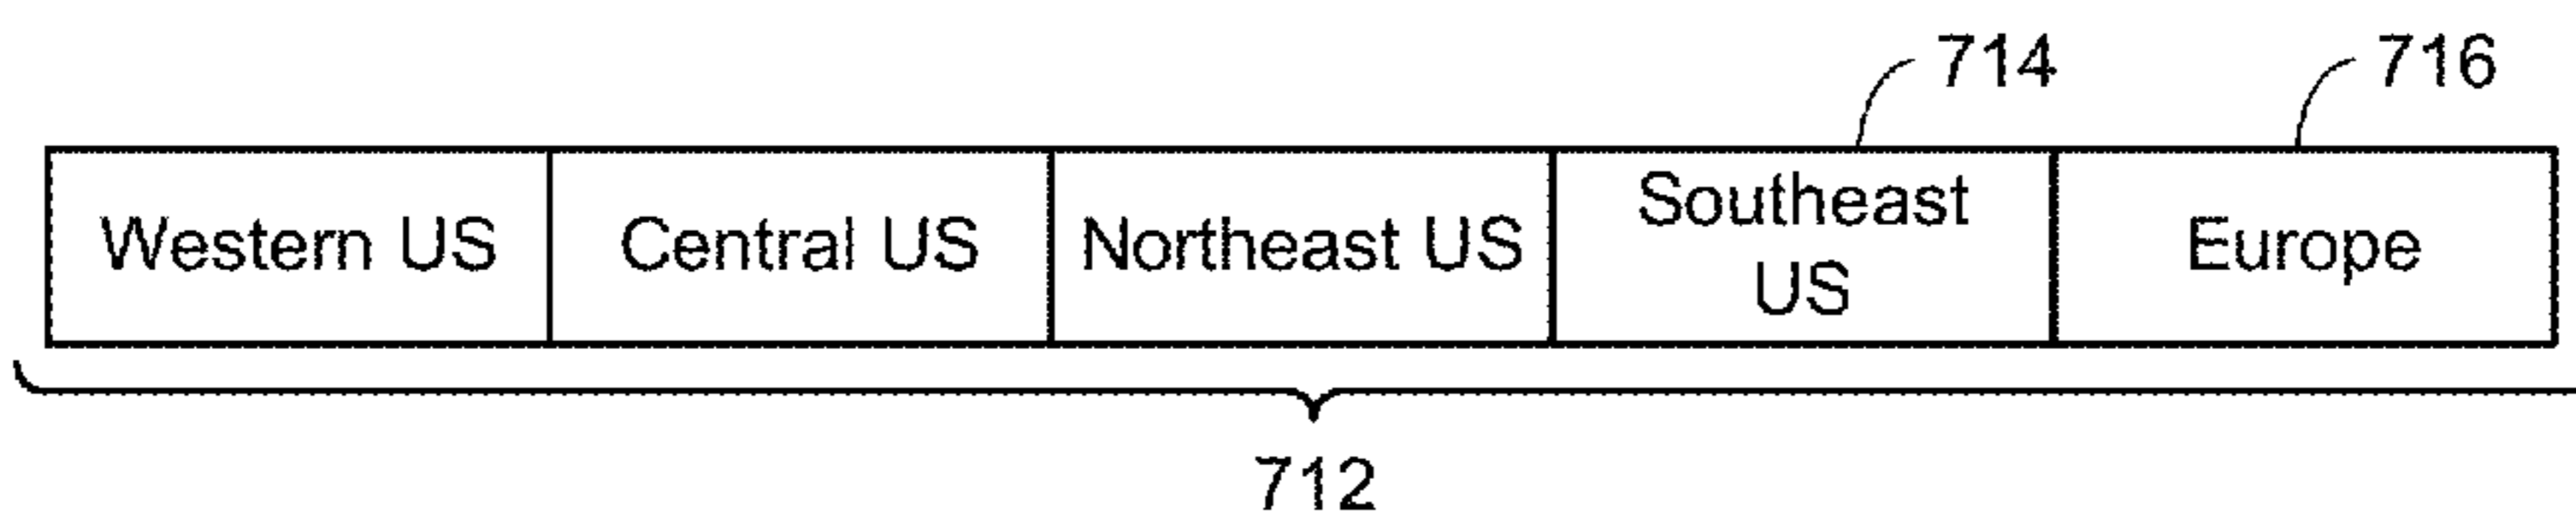 714
716
Western US
Central US
Northeast US
Southeast
US
Europe
712